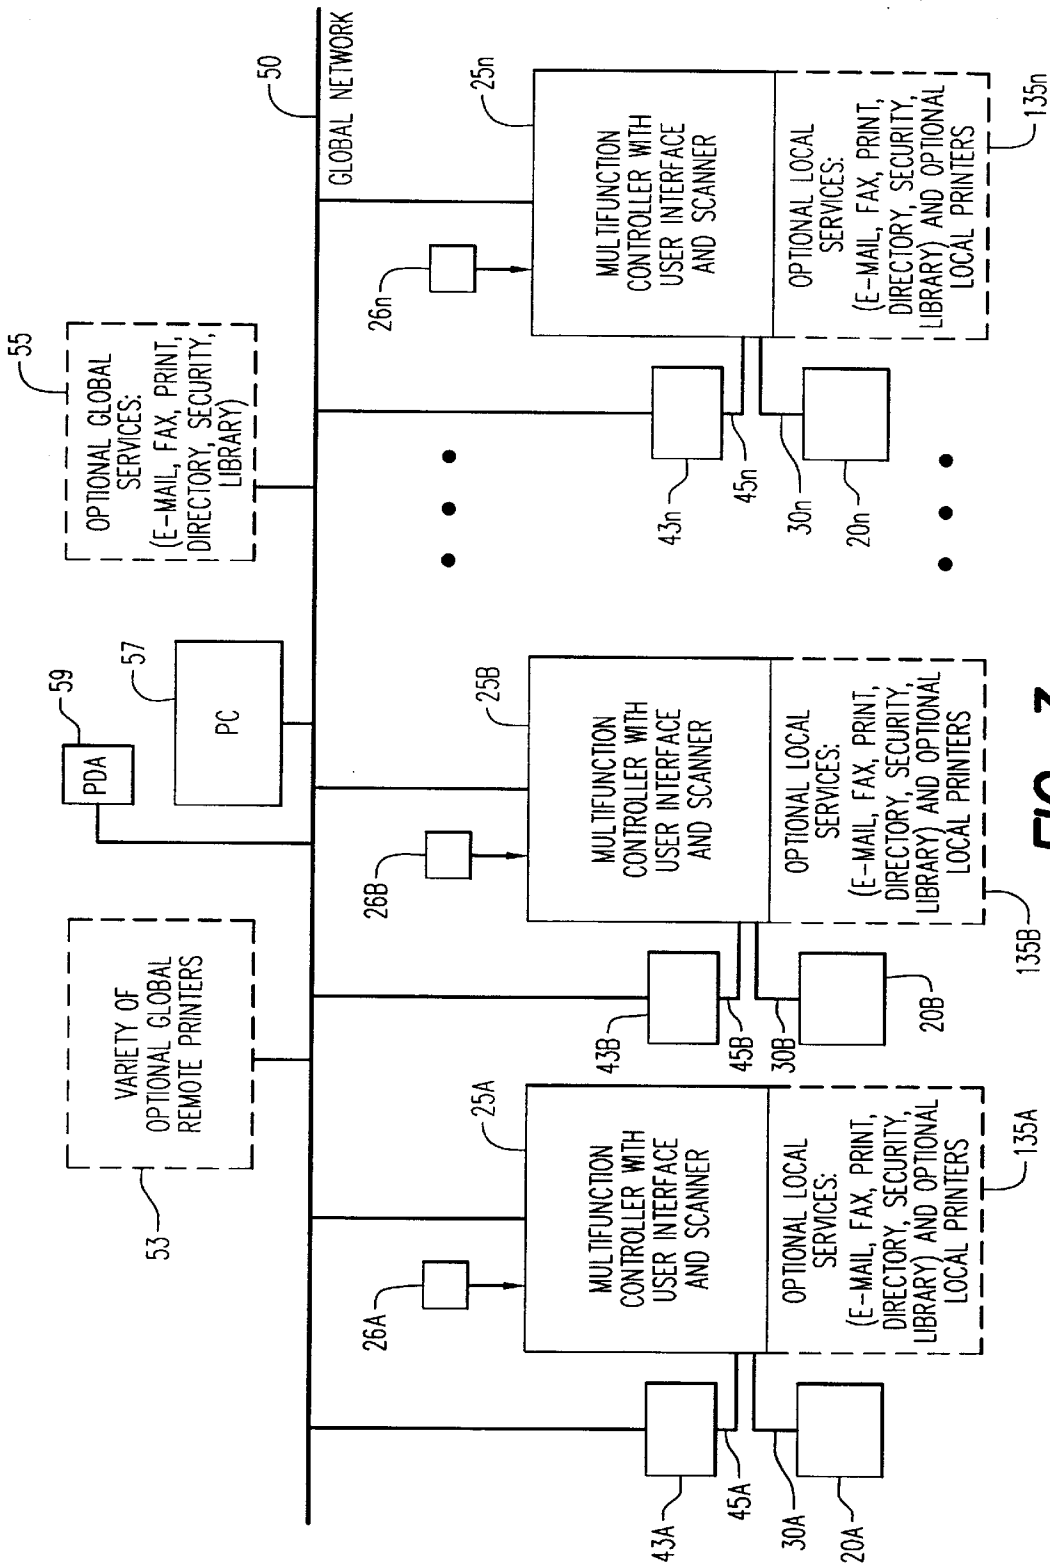 55
59
57
53
VARIETY OF
OPTIONAL GLOBAL
REMOTE PRINTERS
PDA
PC
OPTIONAL GLOBAL
SERVICES:
(E-MAIL, FAX, PRINT,
DIRECTORY, SECURITY,
LIBRARY)
50
GLOBAL NETWORK
26A
25A
MULTIFUNCTION
CONTROLLER WITH
USER INTERFACE
AND SCANNER
43A
45A
30A
20A
OPTIONAL LOCAL
SERVICES:
(E-MAIL, FAX, PRINT,
DIRECTORY, SECURITY,
LIBRARY) AND OPTIONAL
LOCAL PRINTERS
135A
26B
25B
MULTIFUNCTION
CONTROLLER WITH
USER INTERFACE
AND SCANNER
43B
45B
30B
20B
OPTIONAL LOCAL
SERVICES:
(E-MAIL, FAX, PRINT,
DIRECTORY, SECURITY,
LIBRARY) AND OPTIONAL
LOCAL PRINTERS
135B
26n
25n
MULTIFUNCTION
CONTROLLER WITH
USER INTERFACE
AND SCANNER
43n
45n
30n
20n
OPTIONAL LOCAL
SERVICES:
(E-MAIL, FAX, PRINT,
DIRECTORY, SECURITY,
LIBRARY) AND OPTIONAL
LOCAL PRINTERS
135n